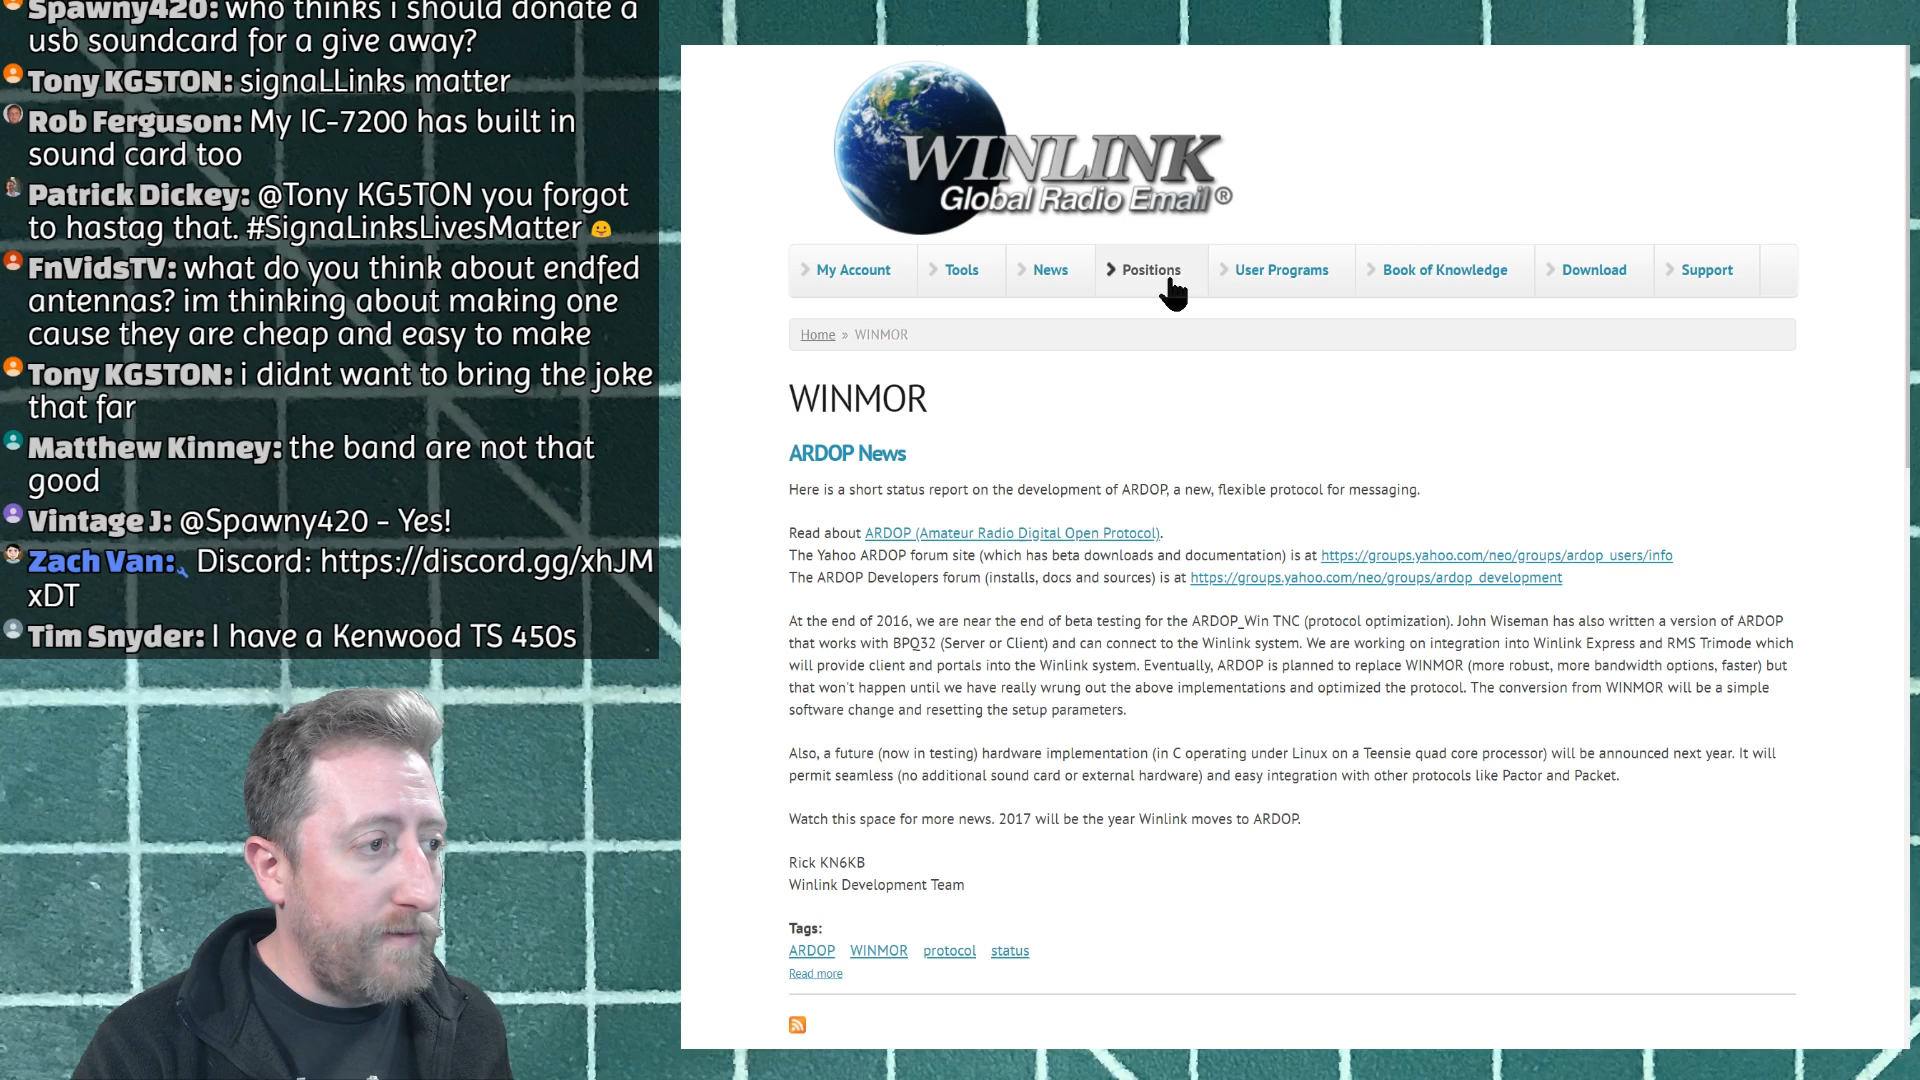 Spawny420: who thinks i should donate a
usb soundcard for a give away?
Tony KG5TON: signaLLinks matter
Rob Ferguson: My IC-7200 has built in
sound card too
Patrick Dickey: @Tony KG5TON you forgot
to hastag that. #SignaLinksLivesMatter
FnVidsTV: what do you think about endfed
antennas? im thinking about making one
cause they are cheap and easy to make
Tony KG5TON: i didnt want to bring the joke
that far
Matthew Kinney: the band are not that
good
Vintage J: @Spawny420 - Yes!
Zach Van: Discord: https://discord.gg/xhJM
xDT
Tim Snyder: I have a Kenwood TS 450s
WINLINK
Global Radio Email ®
My Account
Tools
News
Positions
User Programs
Book of Knowledge
Download
Support
Home » WINMOR
WINMOR
ARDOP News
Here is a short status report on the development of ARDOP, a new, flexible protocol for messaging.
Read about ARDOP (Amateur Radio Digital Open Protocol).
The Yahoo ARDOP forum site (which has beta downloads and documentation) is at https://groups.yahoo.com/neo/groups/ardop_users/info
The ARDOP Developers forum (installs, docs and sources) is at https://groups.yahoo.com/neo/groups/ardop_development
At the end of 2016, we are near the end of beta testing for the ARDOP_Win TNC (protocol optimization). John Wiseman has also written a version of ARDOP
that works with BPQ32 (Server or Client) and can connect to the Winlink system. We are working on integration into Winlink Express and RMS Trimode which
will provide client and portals into the Winlink system. Eventually, ARDOP is planned to replace WINMOR (more robust, more bandwidth options, faster) but
that won't happen until we have really wrung out the above implementations and optimized the protocol. The conversion from WINMOR will be a simple
software change and resetting the setup parameters.
Also, a future (now in testing) hardware implementation (in C operating under Linux on a Teensie quad core processor) will be announced next year. It will
permit seamless (no additional sound card or external hardware) and easy integration with other protocols like Pactor and Packet.
Watch this space for more news. 2017 will be the year Winlink moves to ARDOP.
Rick KN6KB
Winlink Development Team
Tags:
ARDOP WINMOR protocol status
Read more